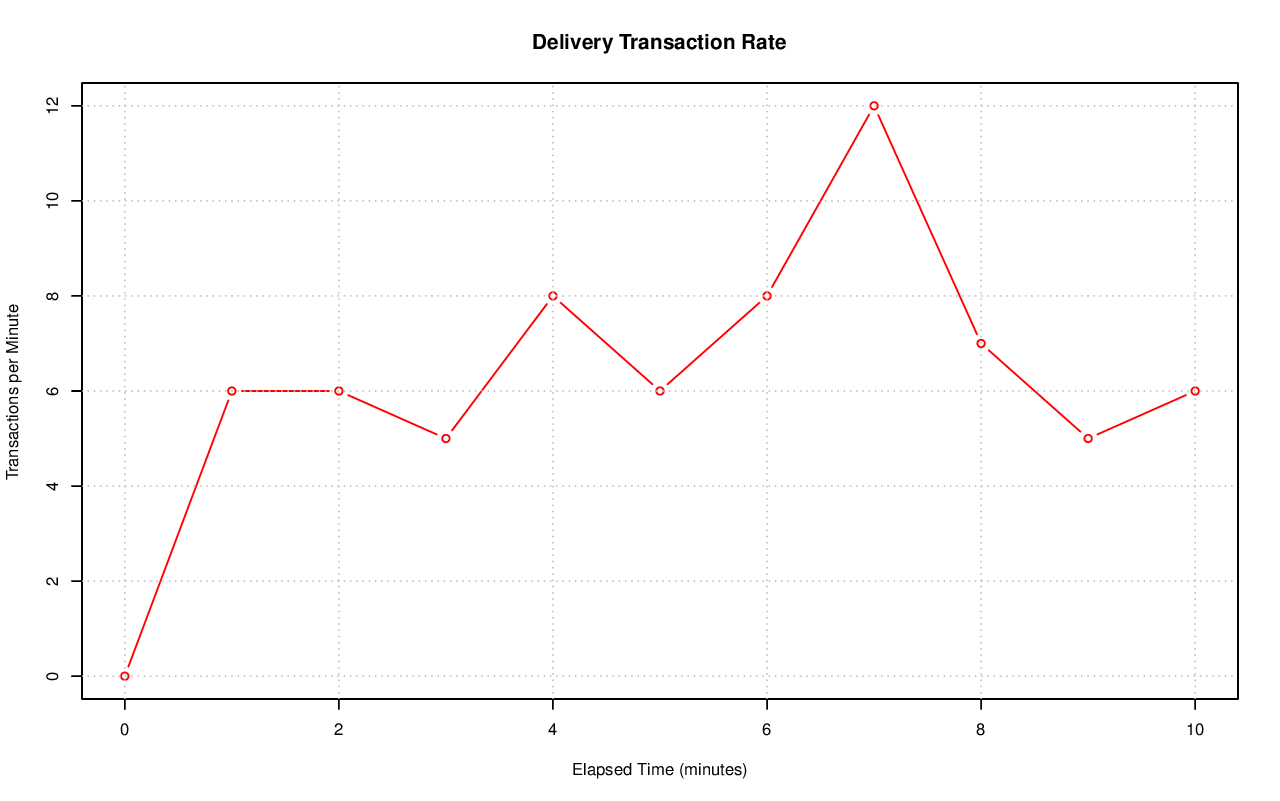 Delivery Transaction Rate
Transactions per Minute
12
10
8
6
4
2
0
0 2 4 6 8 10
Elapsed Time (minutes)